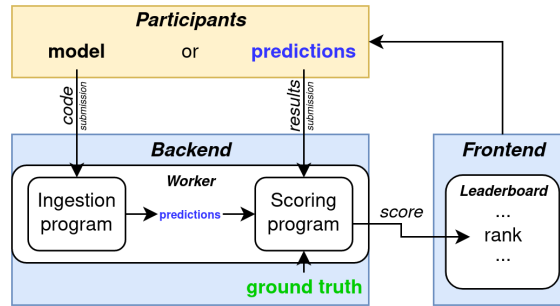 Participants
model or predictions
code
submission
results
submission
Backend
Worker
Ingestion
program
predictions
Scoring
program
ground truth
score
Frontend
Leaderboard
...
rank
...